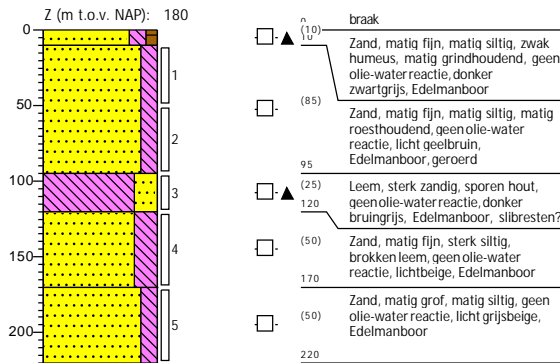 Z (m t.o.v. NAP): 180
0
50
100
150
200
1
2
3
4
5
0
braak
(10)
10
Zand, matig fijn, matig siltig, zwak
humeus, matig grindhoudend, geen
olie-water reactie, donker
zwartgrijs, Edelmanboor
(85)
Zand, matig fijn, matig siltig, matig
roesthoudend, geen olie-water
reactie, licht geelbruin,
Edelmanboor, geroerd
95
(25)
Leem, sterk zandig, sporen hout,
geen olie-water reactie, donker
bruingrijs, Edelmanboor, slibresten?
120
(50)
Zand, matig fijn, sterk siltig,
brokken leem, geen olie-water
reactie, lichtbeige, Edelmanboor
170
(50)
Zand, matig grof, matig siltig, geen
olie-water reactie, licht grijsbeige,
Edelmanboor
220